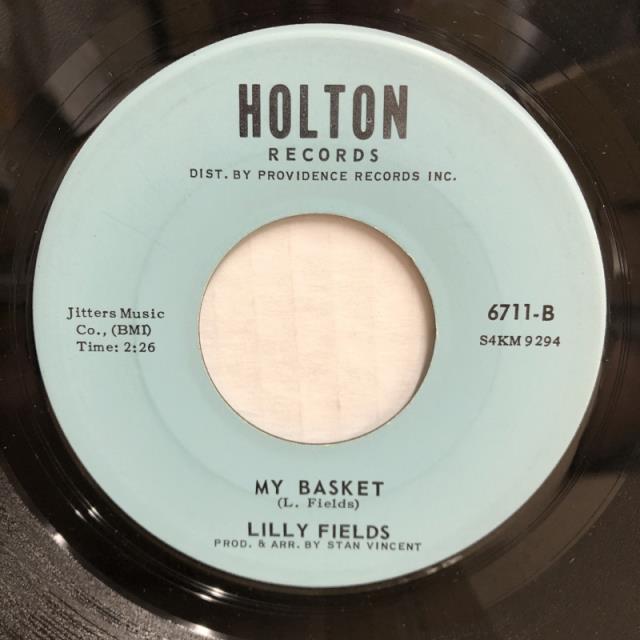 HOLTON
RECORDS
DIST. BY PROVIDENCE RECORDS INC.
Jitters Music
Co., (BMI)
Time: 2:26
6711-B
S4KM 9294
MY BASKET
(L. Fields)
LILLY FIELDS
PROD. & ARR. BY STAN VINCENT